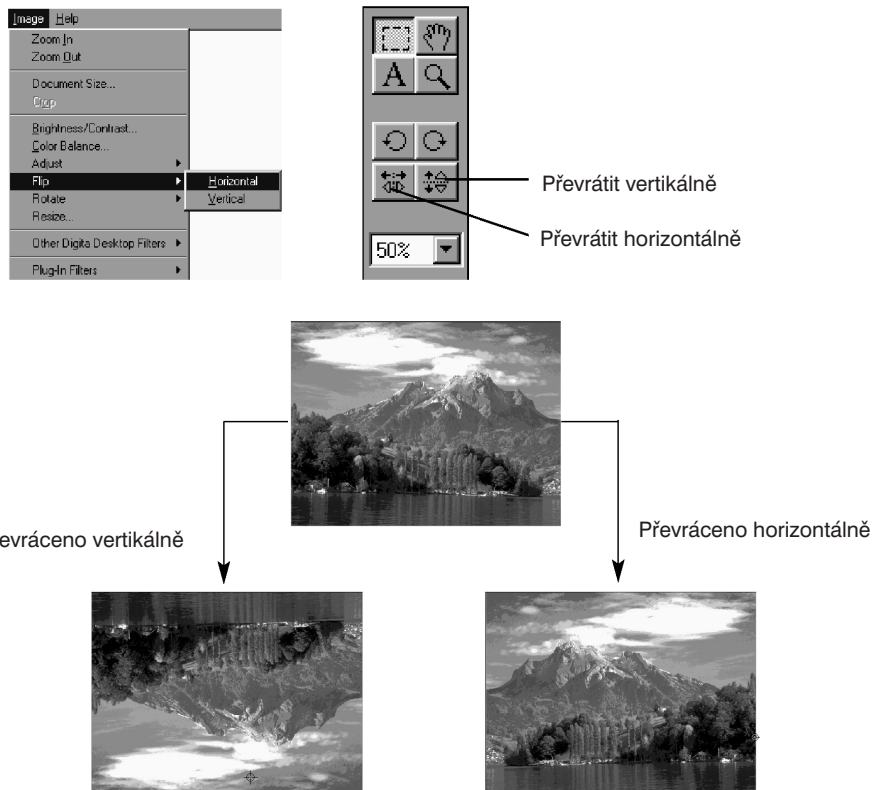 Image Help
Zoom In
Zoom Out
Document Size...
Crop
Brightness/Contrast...
Color Balance...
Adjust
Flip
Horizontal
Rotate
Vertical
Resize...
Other Digita Desktop Filters
Plug-In Filters
A
50%
Převrátit vertikálně
Převrátit horizontálně
evráceno vertikálně
Převráceno horizontálně